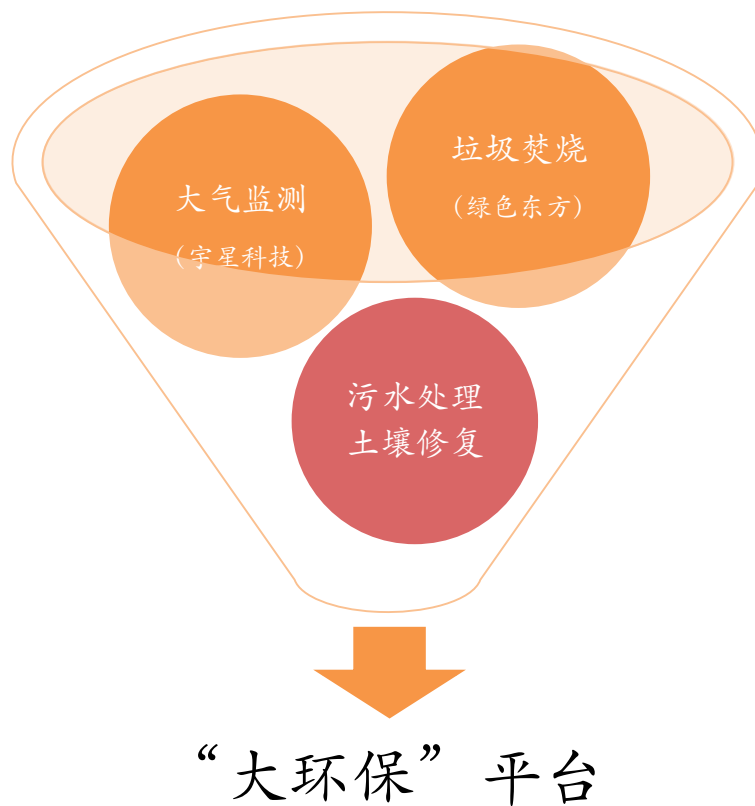 大气监测
（宇星科技）
垃圾焚烧
（绿色东方）
污水处理
土壤修复
“大环保”平台